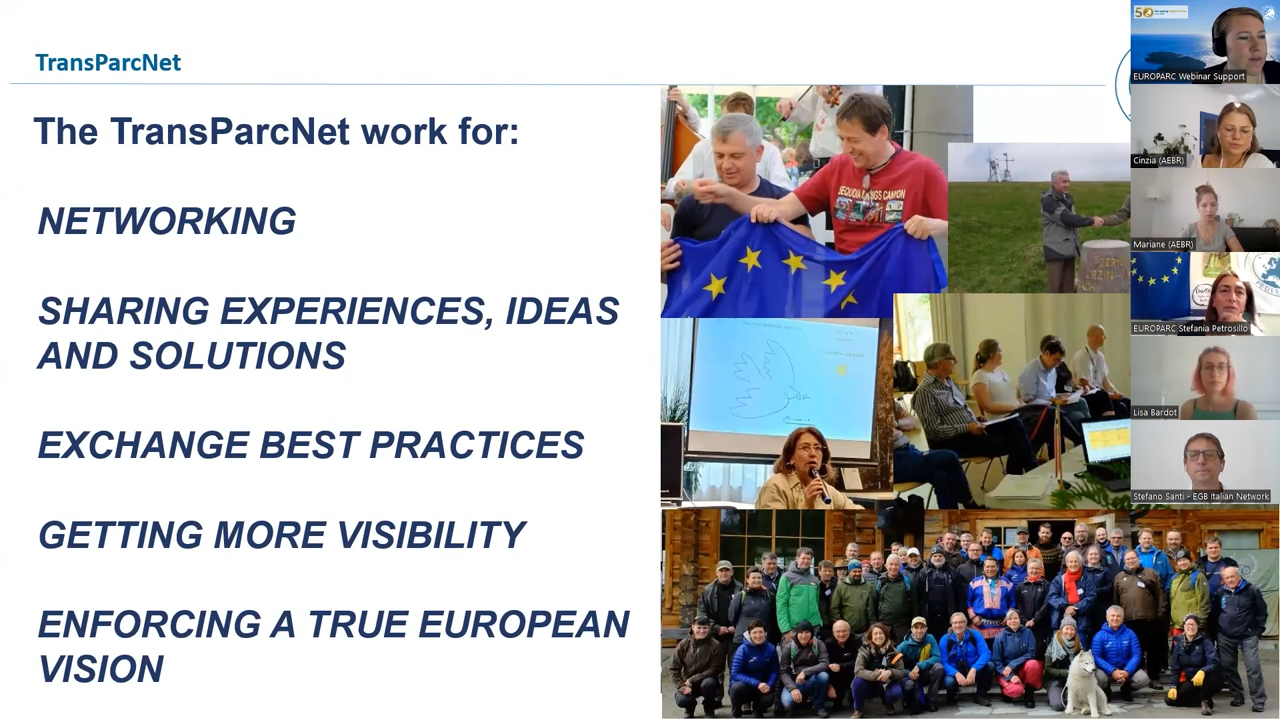 TransParcNet
The TransParcNet work for:
NETWORKING
SHARING EXPERIENCES, IDEAS
AND SOLUTIONS
EXCHANGE BEST PRACTICES
GETTING MORE VISIBILITY
ENFORCING A TRUE EUROPEAN
VISION
SEQUOIA KINGS CANYON
50
EUROPARC Webinar Support
Cinzia (AEBR)
Mariane (AEBR)
EUROPARC Stefania Petrosillo
Lisa Bardot
Stefano Santi - EGB Italian Network